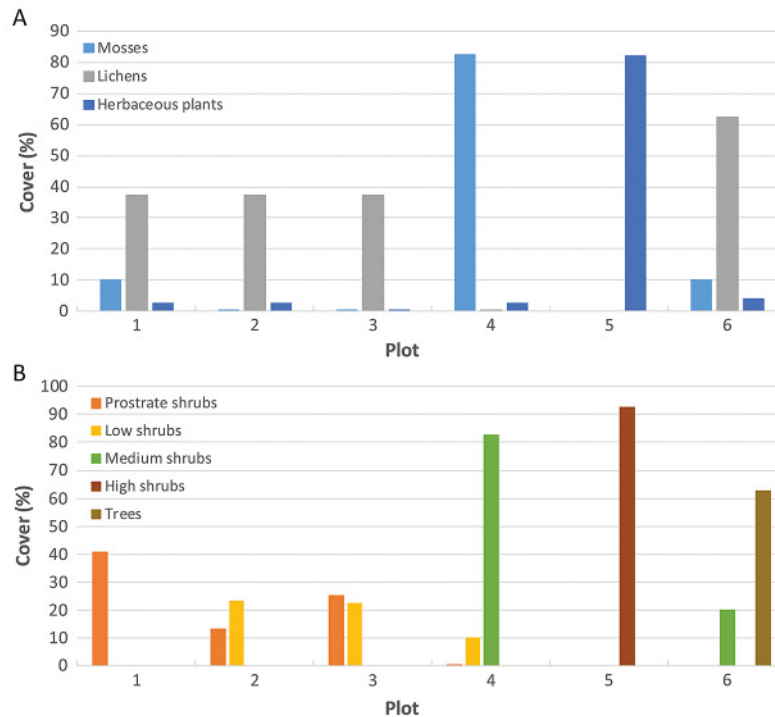 A
90
80
70
60
50
40
30
20
10
0
Cover (%)
Mosses
Lichens
Herbaceous plants
1 2 3 4 5 6
Plot
B
100
90
80
70
60
50
40
30
20
10
0
Cover (%)
Prostrate shrubs
Low shrubs
Medium shrubs
High shrubs
Trees
1 2 3 4 5 6
Plot